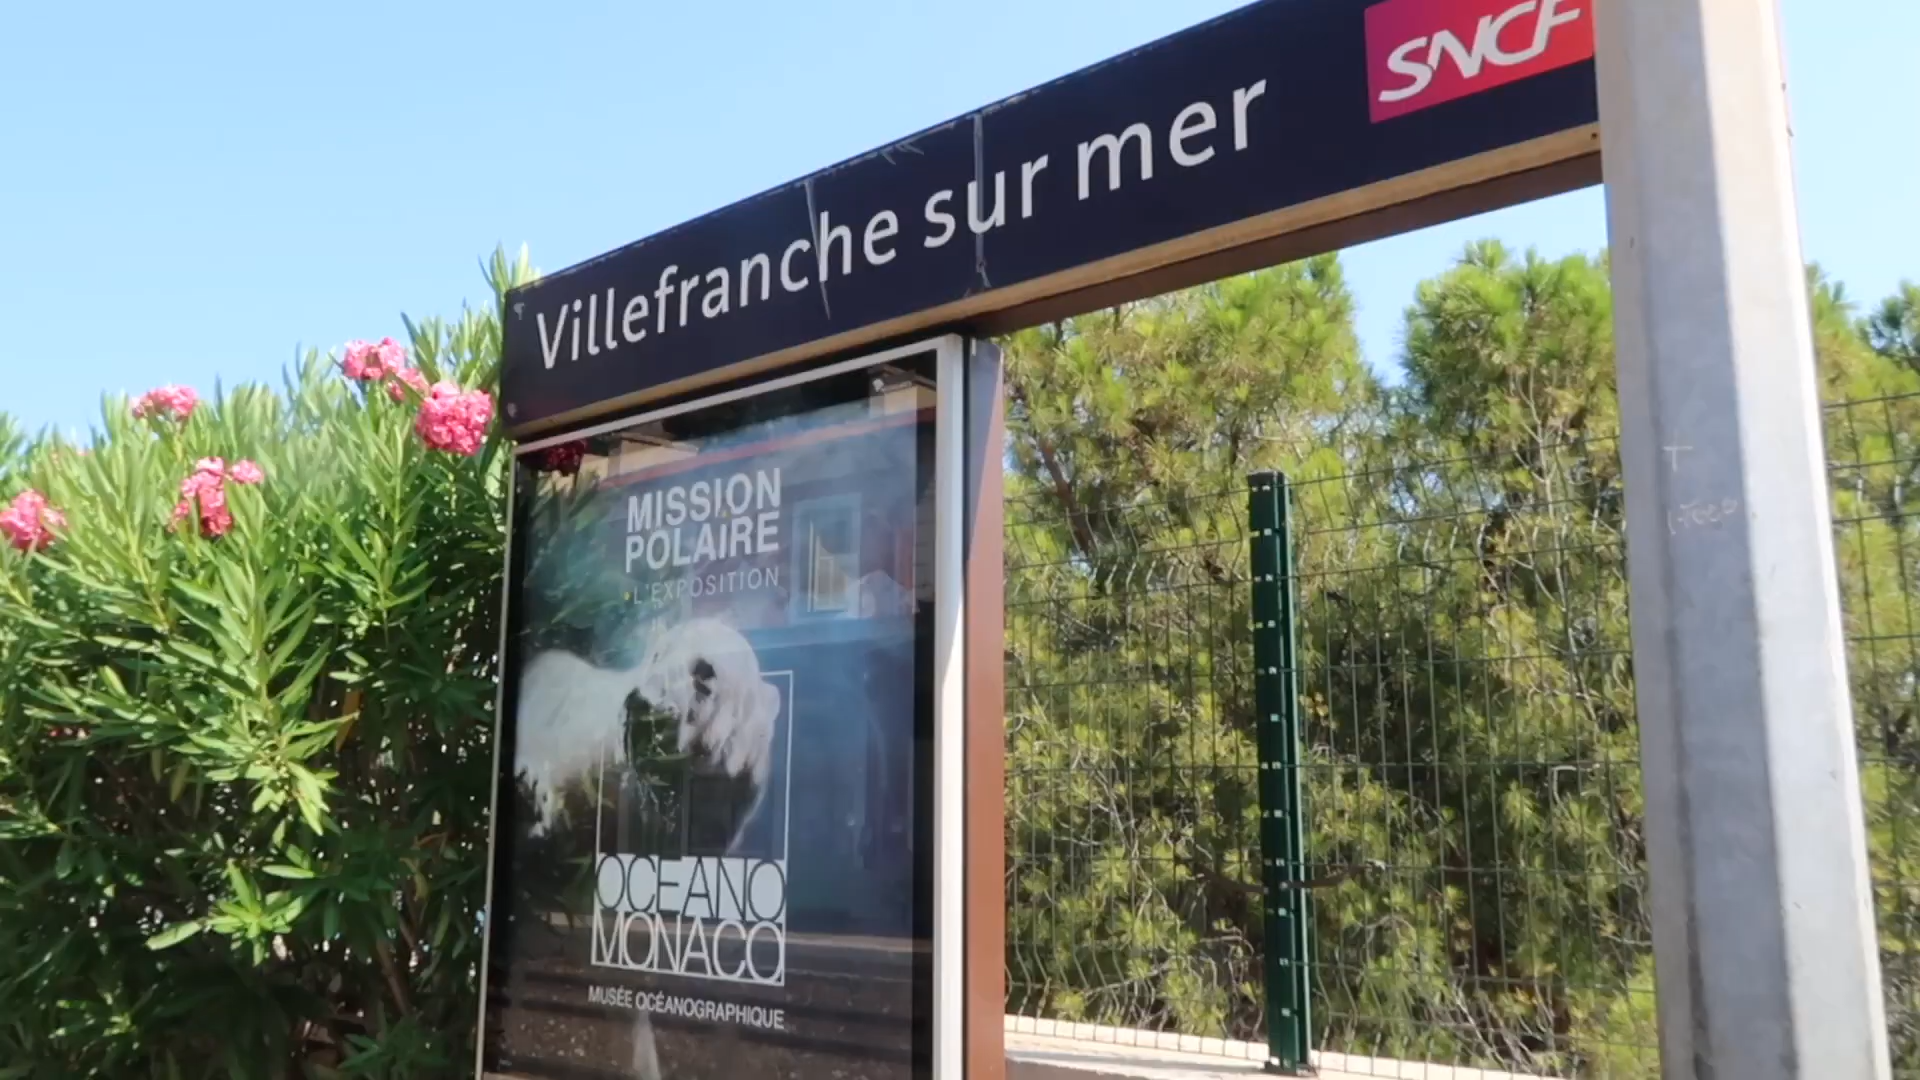 SNCF
Villefranche sur mer
MISSION
POLAIRE
L'EXPOSITION
OCEANO
MONACO
MUSÉE OCÉANOGRAPHIQUE